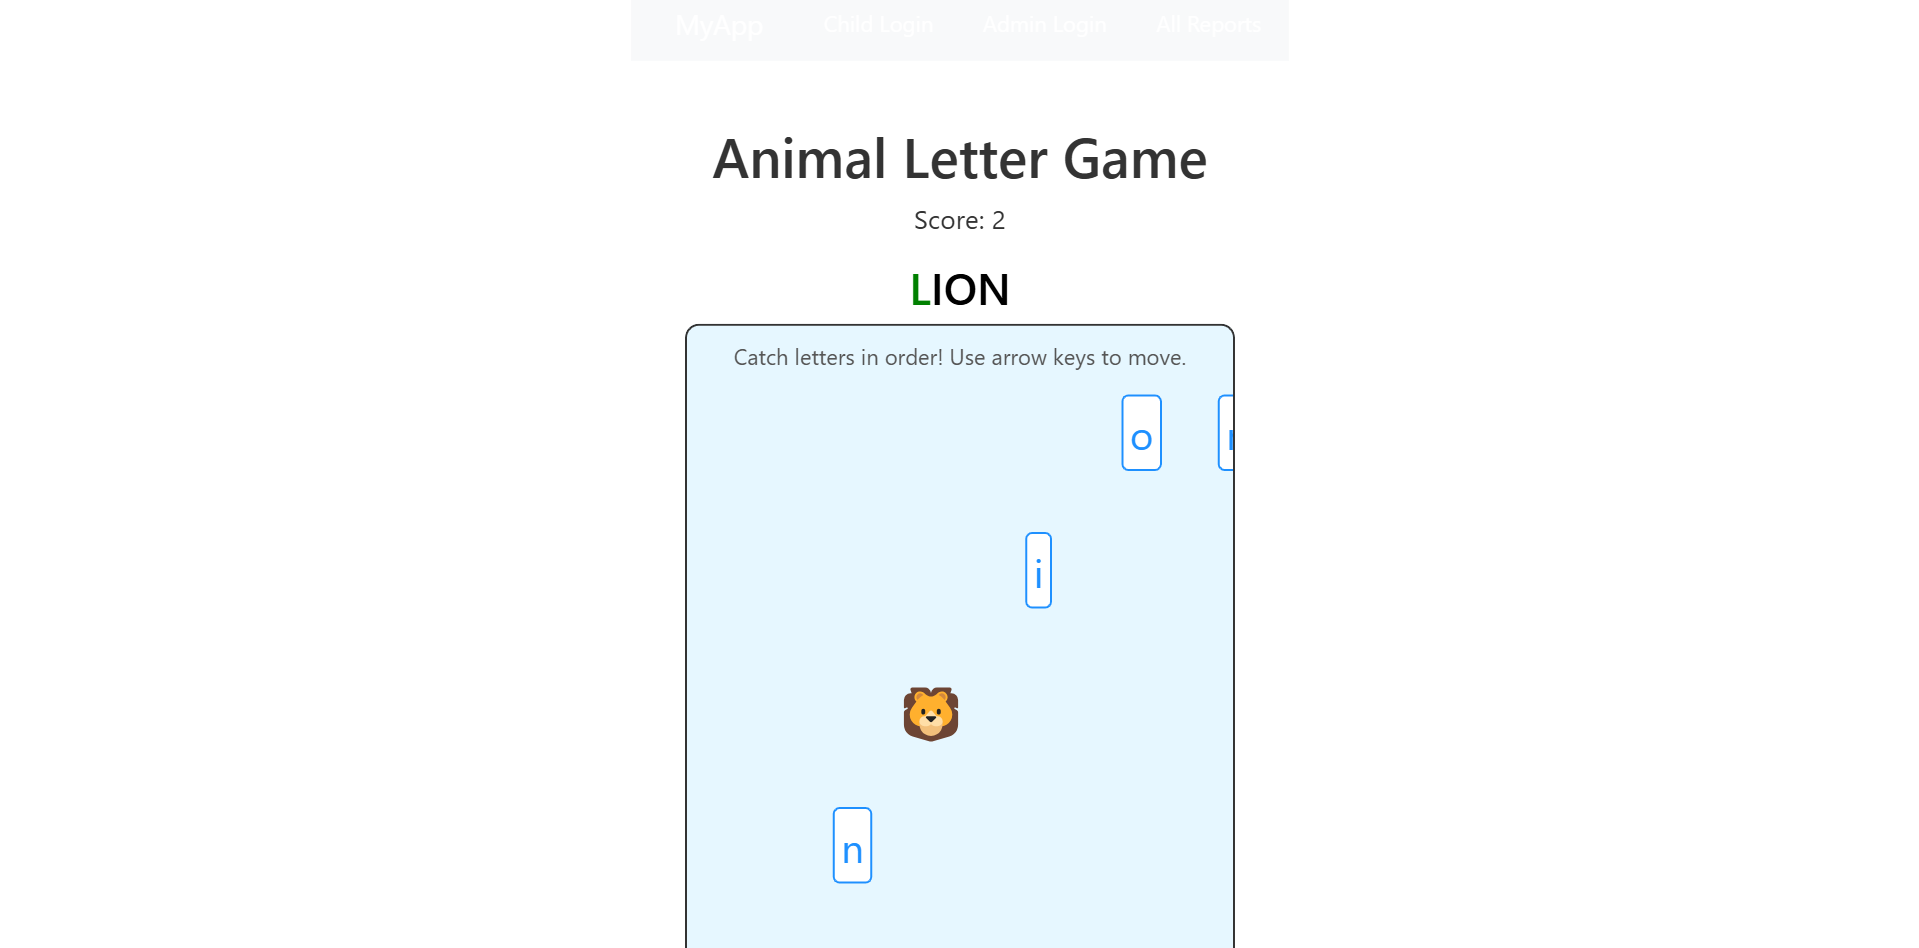 MyApp Child Login Admin Login All Reports
Animal Letter Game
Score: 2
LION
Catch letters in order! Use arrow keys to move.
o
i
n